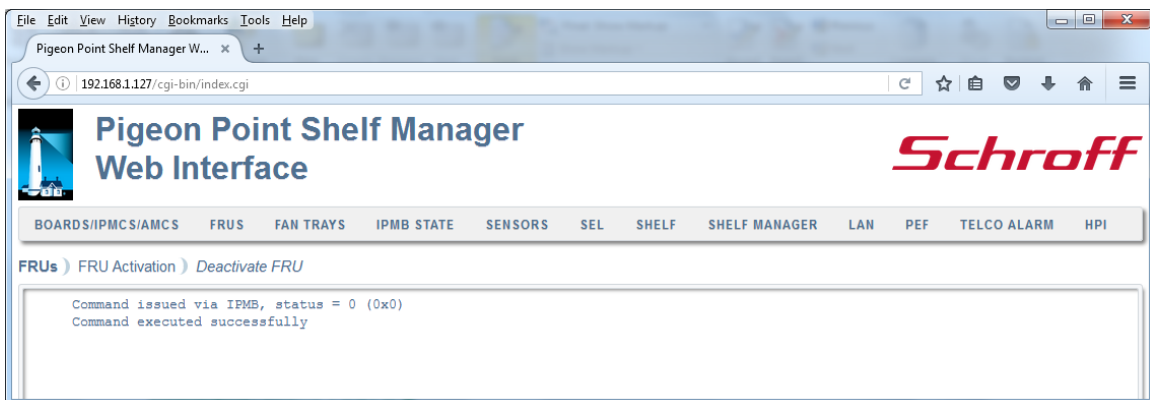 File Edit View History Bookmarks Tools Help
Pigeon Point Shelf Manager W... × +
192.168.1.127/cgi-bin/index.cgi
Pigeon Point Shelf Manager
Web Interface
Schroff
BOARDS/IPMCS/AMCS FRUS FAN TRAYS IPMB STATE SENSORS SEL SHELF SHELF MANAGER LAN PEF TELCO ALARM HPI
FRUs ) FRU Activation ) Deactivate FRU
Command issued via IPMB, status = 0 (0x0)
Command executed successfully